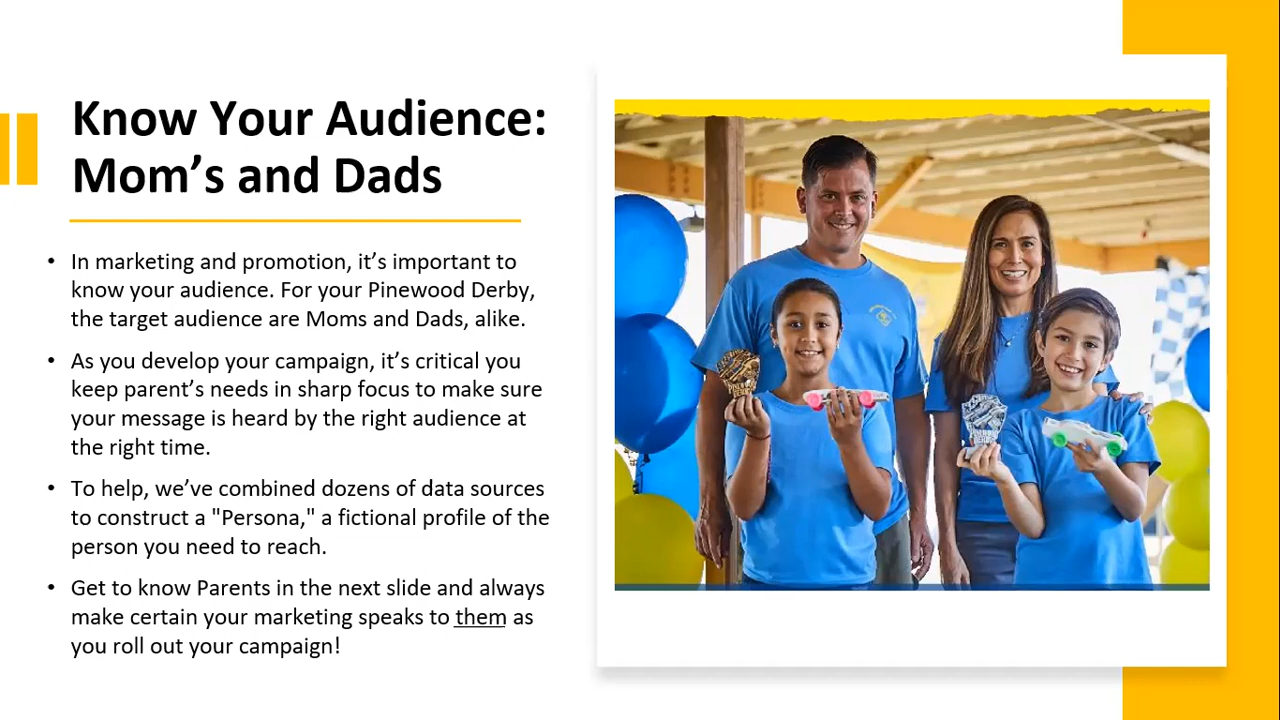 Know Your Audience:
Mom’s and Dads
• In marketing and promotion, it’s important to
know your audience. For your Pinewood Derby,
the target audience are Moms and Dads, alike.
• As you develop your campaign, it’s critical you
keep parent’s needs in sharp focus to make sure
your message is heard by the right audience at
the right time.
• To help, we’ve combined dozens of data sources
to construct a "Persona," a fictional profile of the
person you need to reach.
• Get to know Parents in the next slide and always
make certain your marketing speaks to them as
you roll out your campaign!